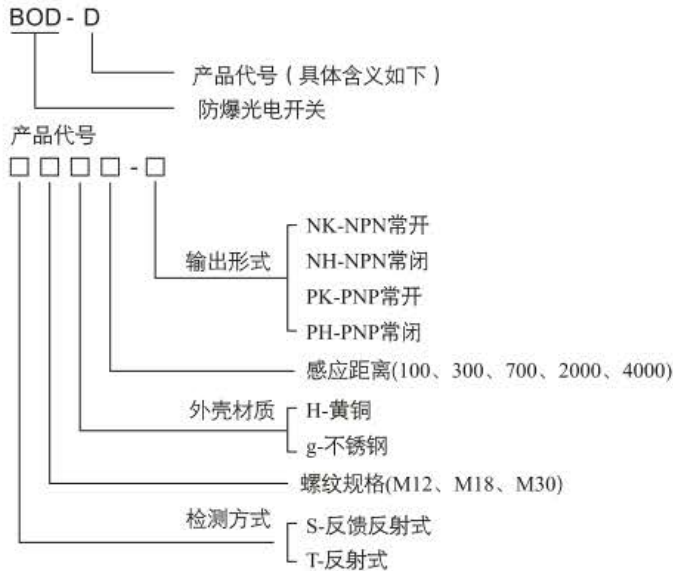 BOD - D
产品代号（具体含义如下）
防爆光电开关
产品代号
□ □ □ □ - □
NK-NPN常开
输出形式
NH-NPN常闭
PK-PNP常开
PH-PNP常闭
感应距离(100、300、700、2000、4000)
外壳材质
H-黄铜
g-不锈钢
螺纹规格(M12、M18、M30)
检测方式
S-反馈反射式
T-反射式